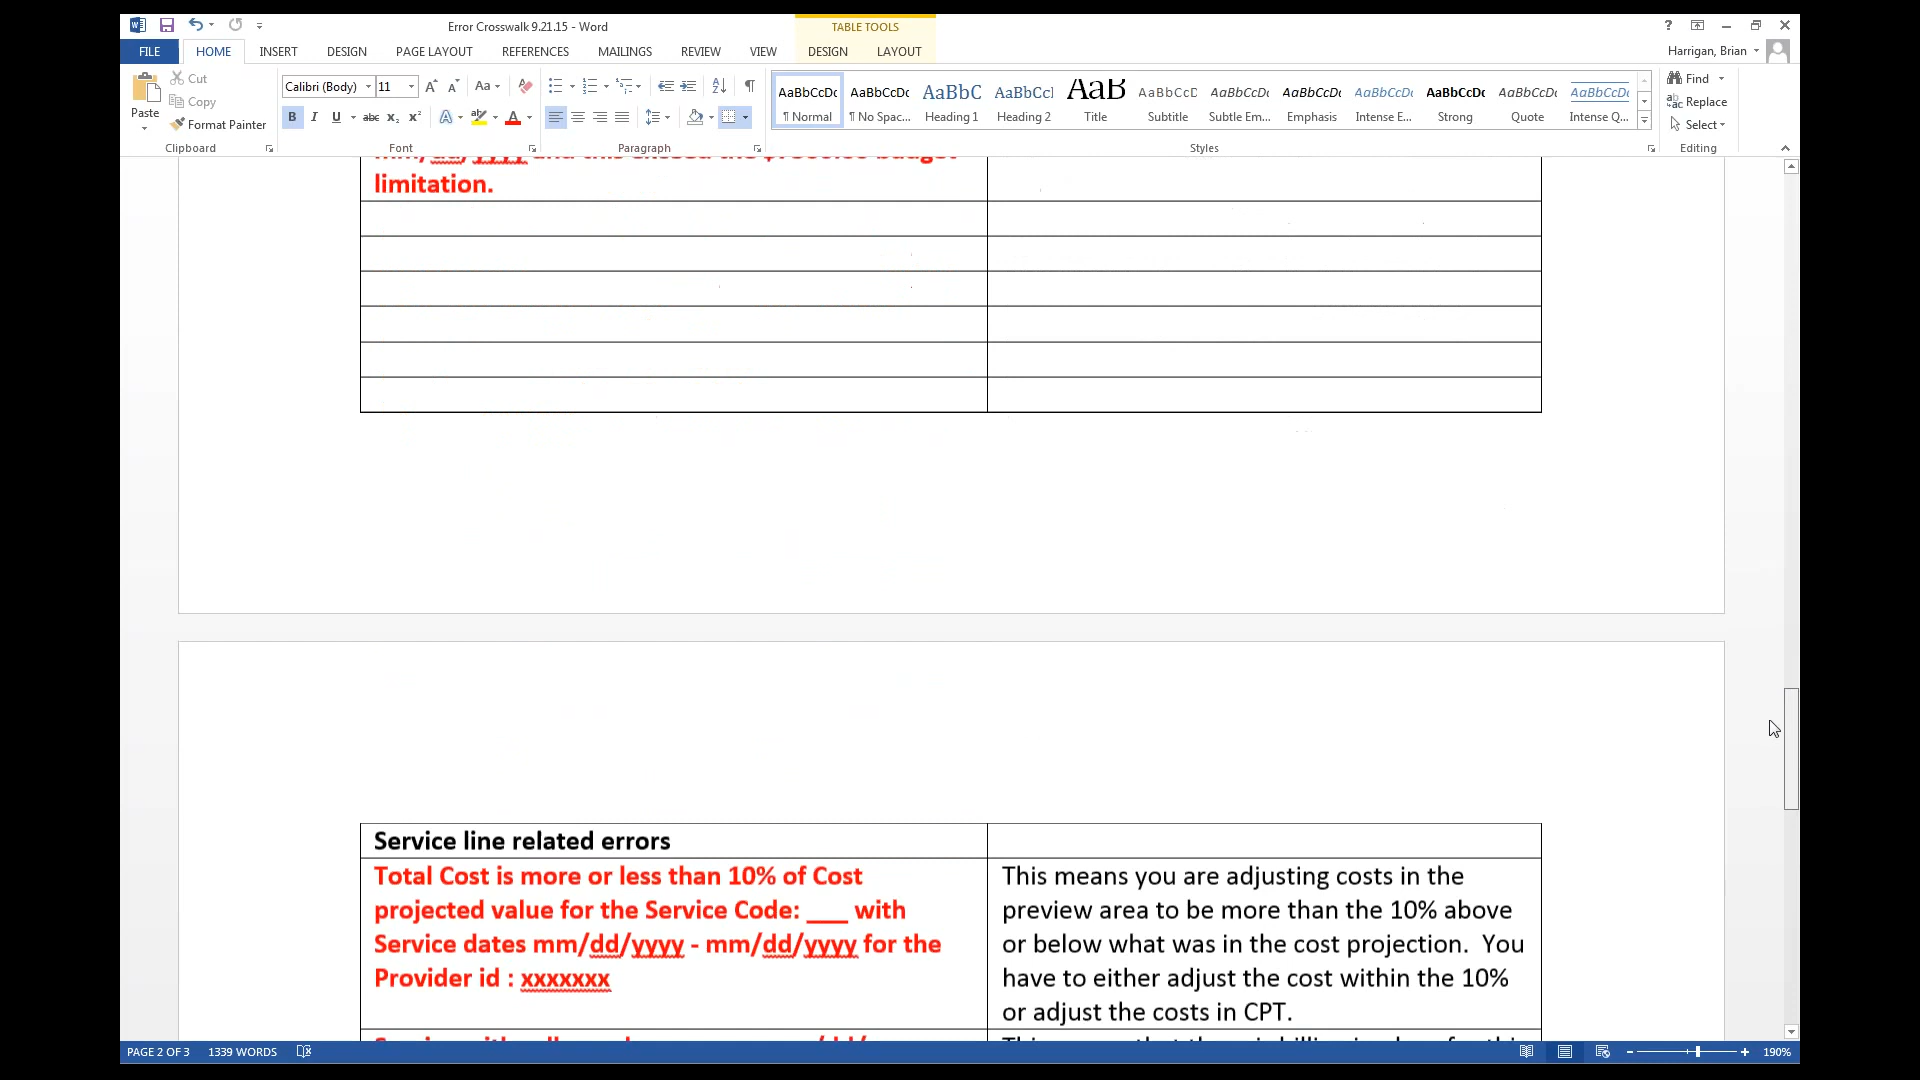 Error Crosswalk 9.21.15 - Word
TABLE TOOLS
?
FILE HOME INSERT DESIGN PAGE LAYOUT REFERENCES MAILINGS REVIEW VIEW DESIGN LAYOUT
Harrigan, Brian
Paste
Cut
Copy
Format Painter
Clipboard
Calibri (Body) 11
B I U abc x₂ x²
Font
Paragraph
AaBbCcDc ¶ Normal
AaBbCcDc ¶ No Spac...
AaBbC Heading 1
AaBbCcI Heading 2
AaB Title
AaBbCcD Subtitle
AaBbCcDc Subtle Em...
AaBbCcDc Emphasis
AaBbCcDc Intense E...
AaBbCcDc Strong
AaBbCcDc Quote
AaBbCcDc Intense Q...
Styles
Find
Replace
Select
Editing
limitation.
Service line related errors
Total Cost is more or less than 10% of Cost
projected value for the Service Code: ___ with
Service dates mm/dd/yyyy - mm/dd/yyyy for the
Provider id : xxxxxxx
This means you are adjusting costs in the
preview area to be more than the 10% above
or below what was in the cost projection.  You
have to either adjust the cost within the 10%
or adjust the costs in CPT.
PAGE 2 OF 3 1339 WORDS
190%